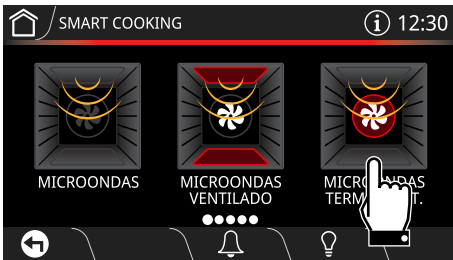 SMART COOKING
i 12:30
MICROONDAS
MICROONDAS
VENTILADO